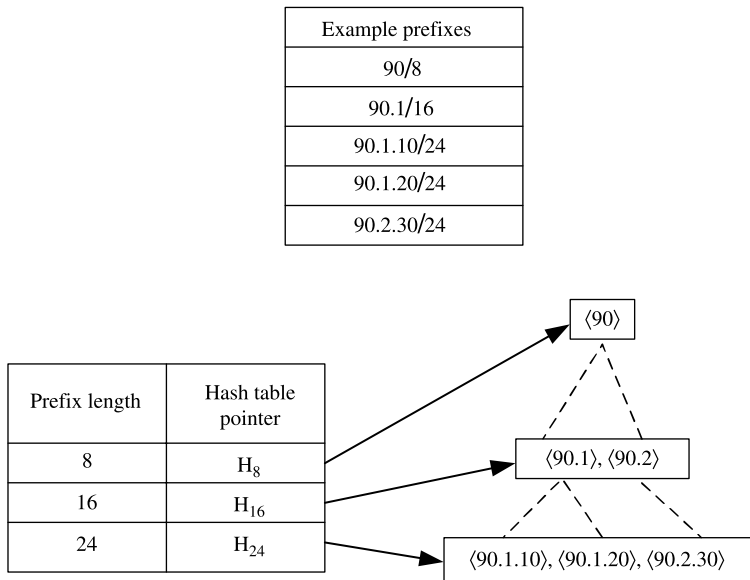 Example prefixes
90/8
90.1/16
90.1.10/24
90.1.20/24
90.2.30/24
⟨90⟩
Prefix length
Hash table
pointer
8
H8
⟨90.1⟩, ⟨90.2⟩
16
H16
24
H24
⟨90.1.10⟩, ⟨90.1.20⟩, ⟨90.2.30⟩